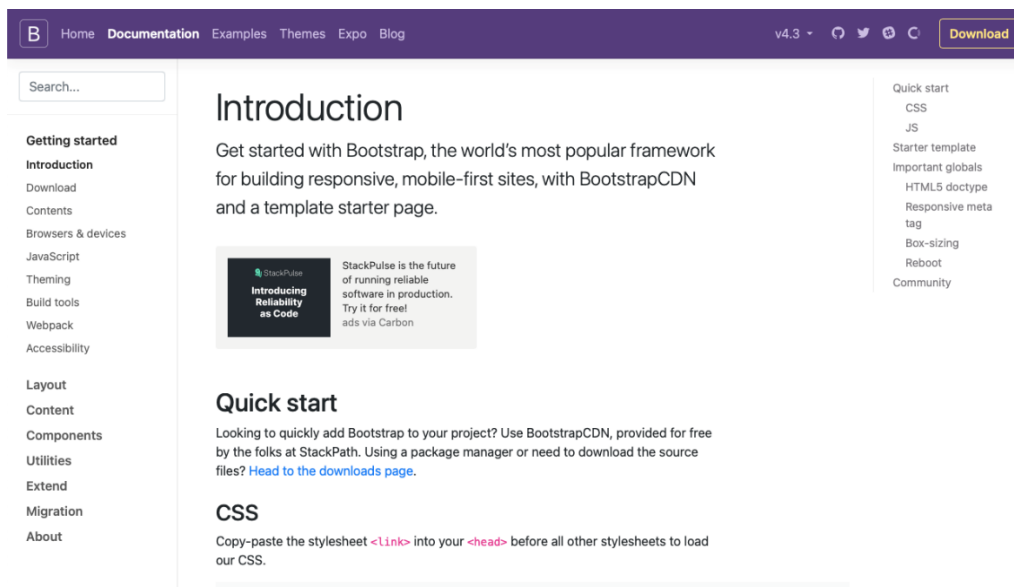 B Home Documentation Examples Themes Expo Blog v4.3 Download
Search...
Getting started
Introduction
Download
Contents
Browsers & devices
JavaScript
Theming
Build tools
Webpack
Accessibility
Layout
Content
Components
Utilities
Extend
Migration
About
Introduction
Get started with Bootstrap, the world's most popular framework
for building responsive, mobile-first sites, with BootstrapCDN
and a template starter page.
StackPulse
Introducing
Reliability
as Code
StackPulse is the future
of running reliable
software in production.
Try it for free!
ads via Carbon
Quick start
Looking to quickly add Bootstrap to your project? Use BootstrapCDN, provided for free
by the folks at StackPath. Using a package manager or need to download the source
files? Head to the downloads page.
CSS
Copy-paste the stylesheet <link> into your <head> before all other stylesheets to load
our CSS.
Quick start
CSS
JS
Starter template
Important globals
HTML5 doctype
Responsive meta
tag
Box-sizing
Reboot
Community